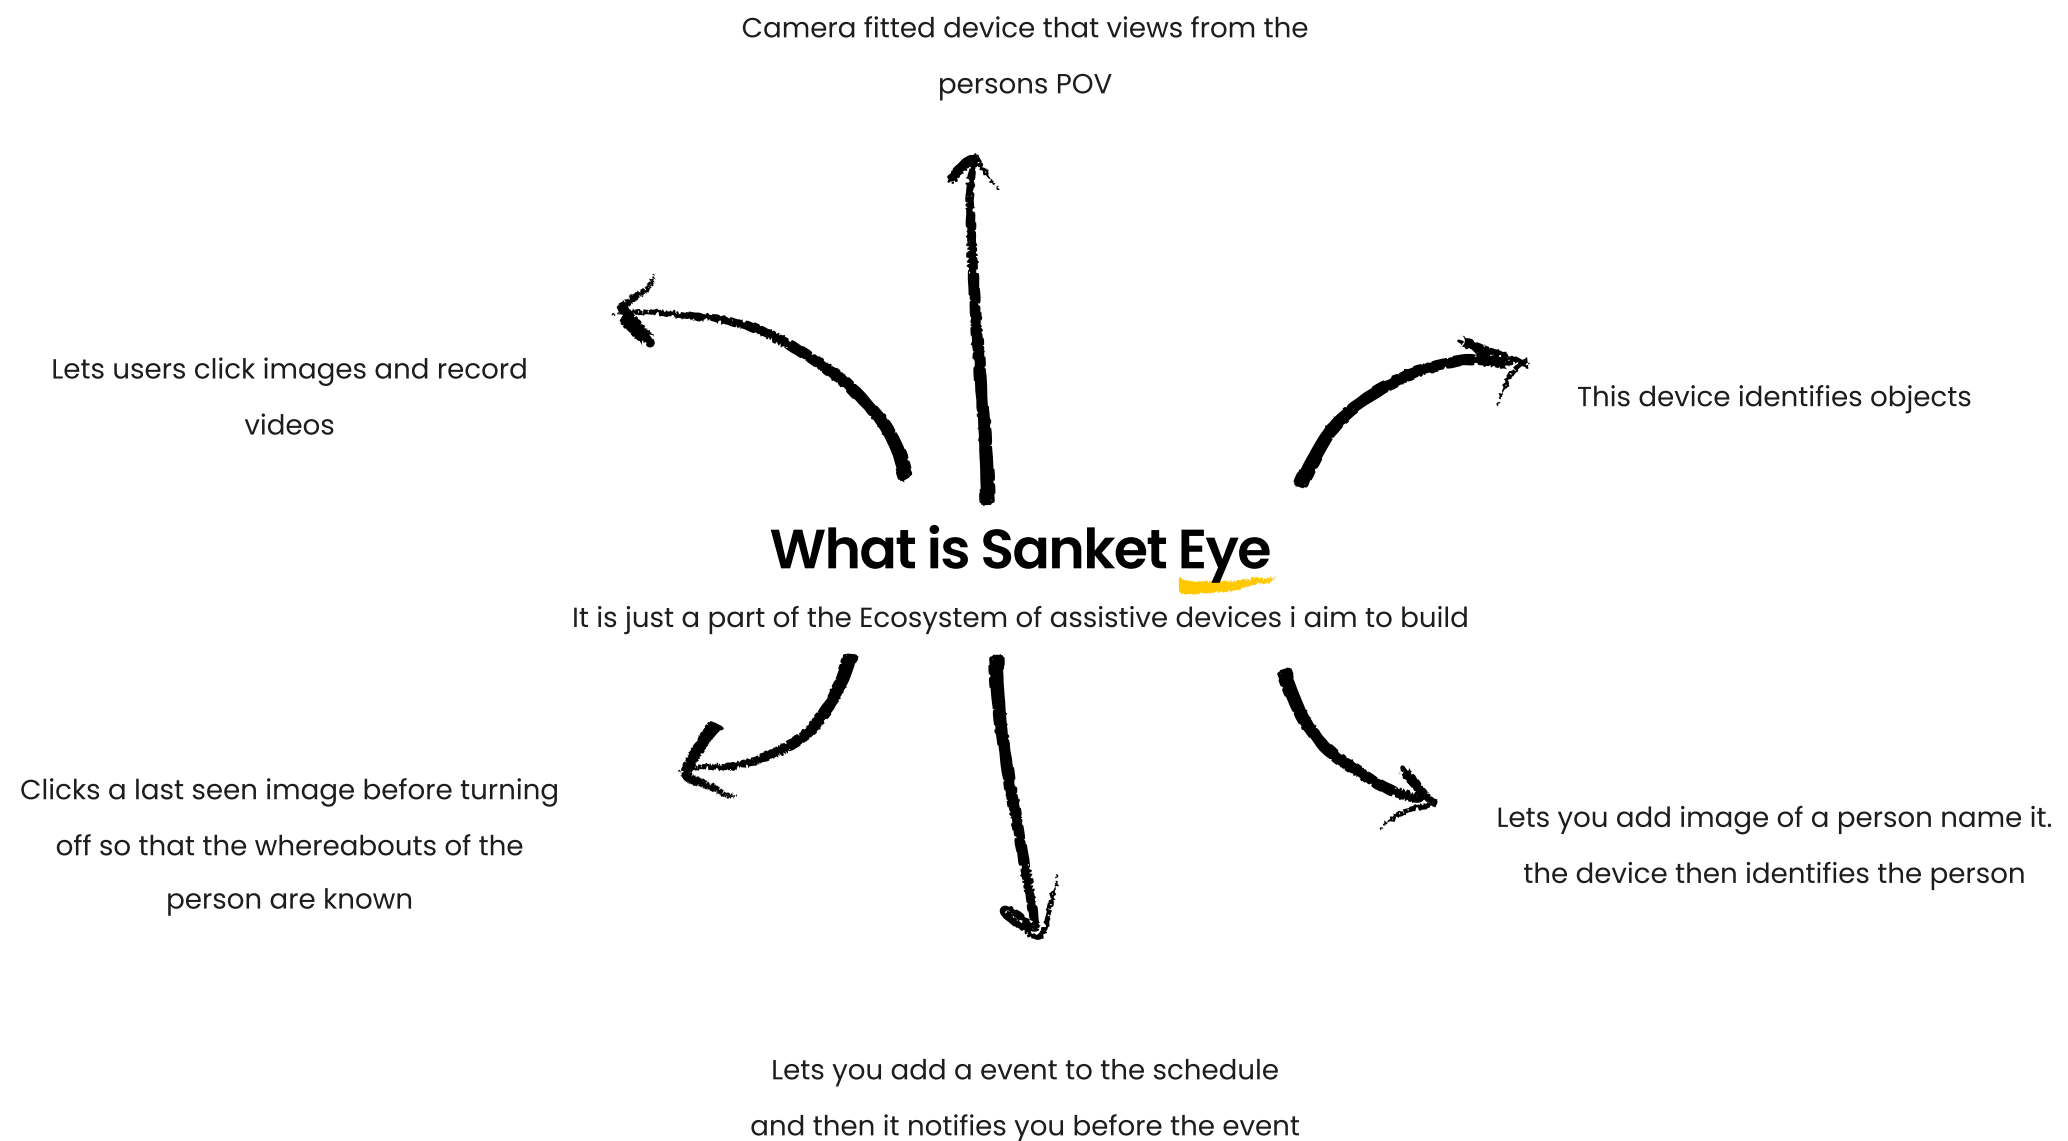 Camera fitted device that views from the
persons POV
Lets users click images and record
videos
This device identifies objects
What is Sanket Eye
It is just a part of the Ecosystem of assistive devices i aim to build
Clicks a last seen image before turning
off so that the whereabouts of the
person are known
Lets you add image of a person name it.
the device then identifies the person
Lets you add a event to the schedule
and then it notifies you before the event